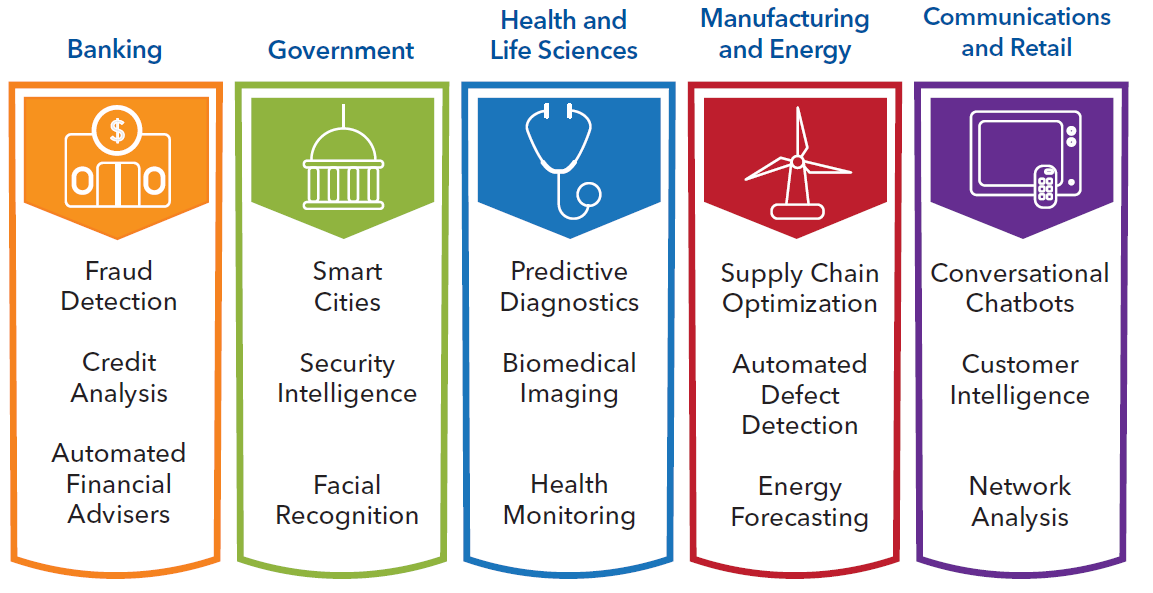 Banking
Government
Health and
Life Sciences
Manufacturing
and Energy
Communications
and Retail
$
Fraud
Detection
Credit
Analysis
Automated
Financial
Advisers
Smart
Cities
Security
Intelligence
Facial
Recognition
Predictive
Diagnostics
Biomedical
Imaging
Health
Monitoring
Supply Chain
Optimization
Automated
Defect
Detection
Energy
Forecasting
Conversational
Chatbots
Customer
Intelligence
Network
Analysis